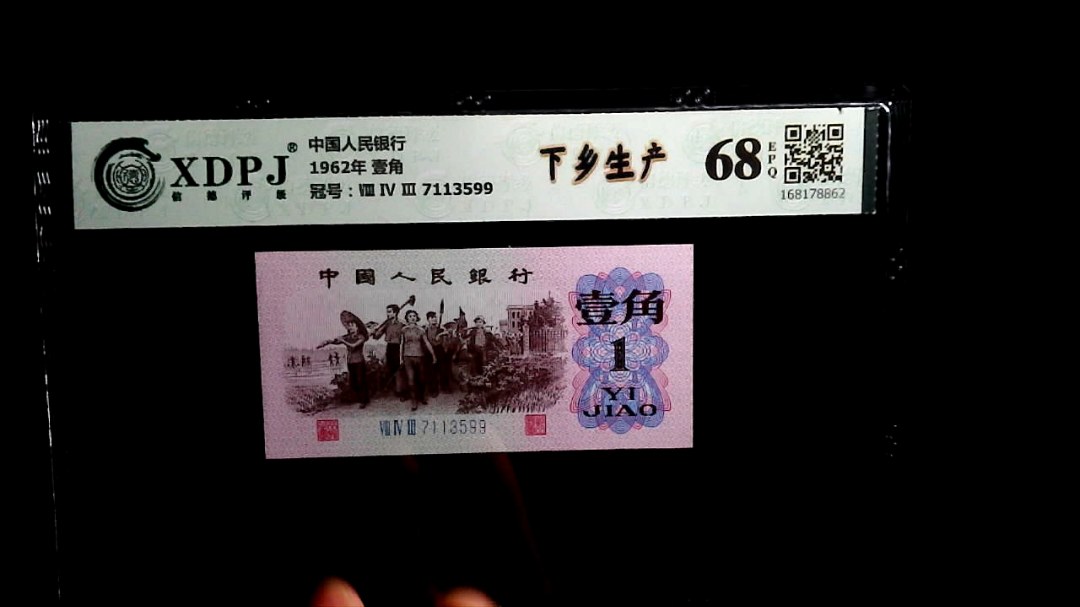 XDPJ®
信德评级
中国人民银行
1962年 壹角
冠号：Ⅷ Ⅳ Ⅲ 7113599
下乡生产
68
EPQ
168178862
中国人民银行
壹角
1
YI
JIAO
Ⅷ Ⅳ Ⅲ 7113599